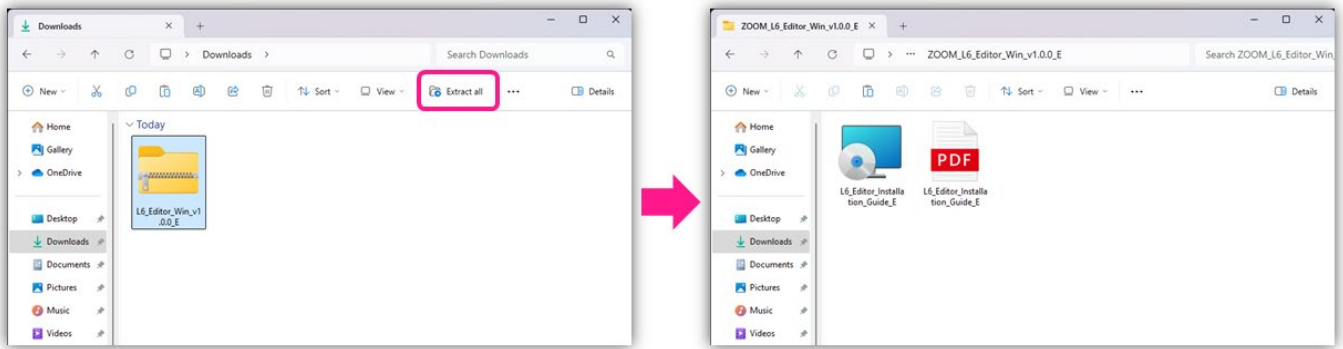 Downloads
Downloads
Search Downloads
New
Sort
View
Extract all
Details
Home
Gallery
OneDrive
Desktop
Downloads
Documents
Pictures
Music
Videos
Today
L6_Editor_Win_v1
.0.0_E
ZOOM_L6_Editor_Win_v1.0.0_E
ZOOM_L6_Editor_Win_v1.0.0_E
Search ZOOM_L6_Editor_Win_
New
Sort
View
Details
Home
Gallery
OneDrive
Desktop
Downloads
Documents
Pictures
Music
Videos
L6_Editor_Installa
tion_Guide_E
PDF
L6_Editor_Installa
tion_Guide_E